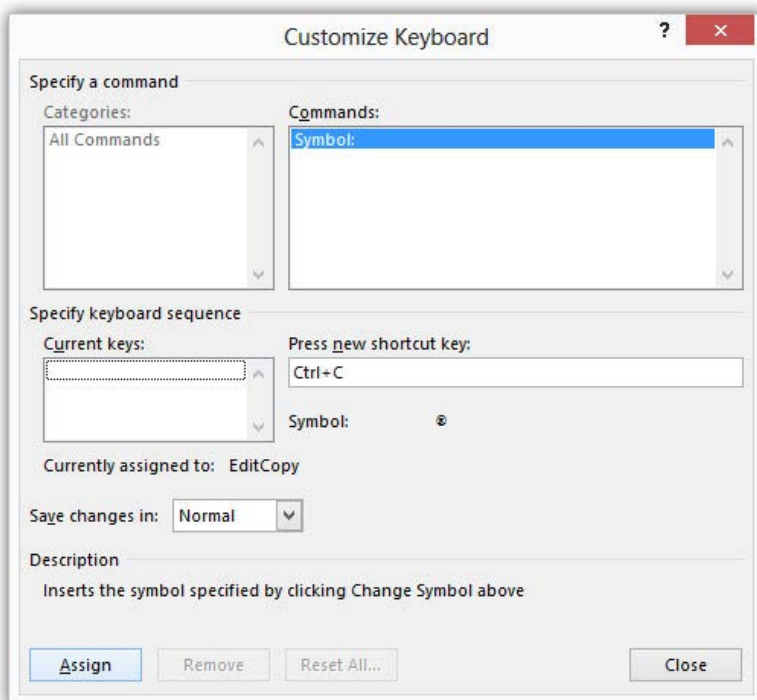 Customize Keyboard
?
Specify a command
Categories:
Commands:
All Commands
Symbol:
Specify keyboard sequence
Current keys:
Press new shortcut key:
Ctrl+C
Symbol:
Currently assigned to: EditCopy
Save changes in: Normal
Description
Inserts the symbol specified by clicking Change Symbol above
Assign
Remove
Reset All...
Close